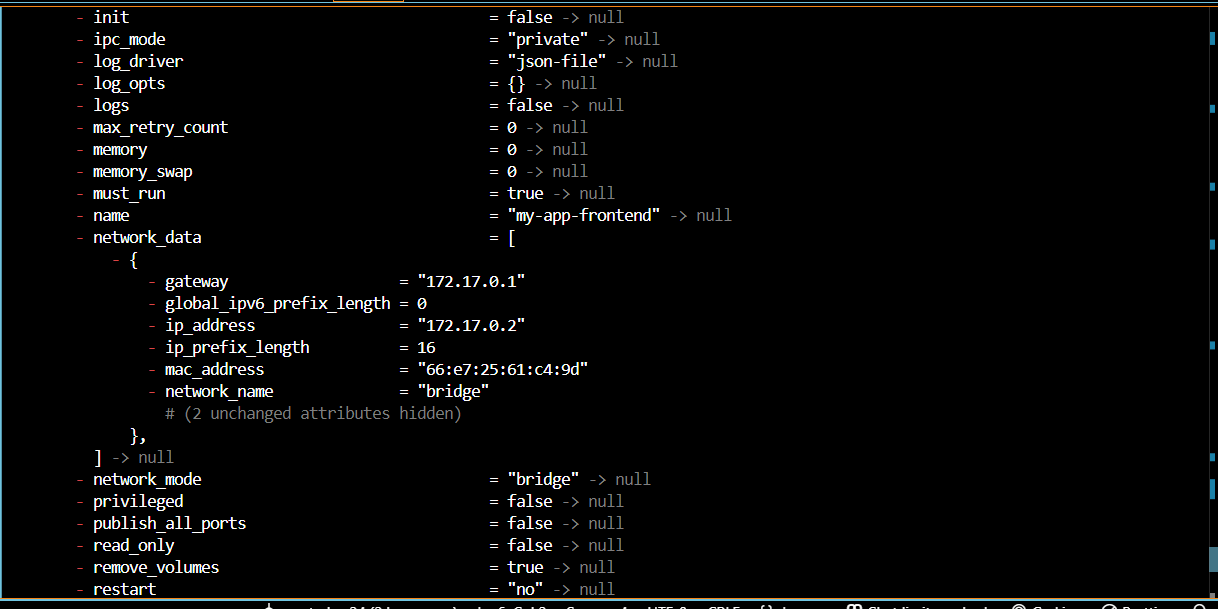 - init = false -> null
- ipc_mode = "private" -> null
- log_driver = "json-file" -> null
- log_opts = {} -> null
- logs = false -> null
- max_retry_count = 0 -> null
- memory = 0 -> null
- memory_swap = 0 -> null
- must_run = true -> null
- name = "my-app-frontend" -> null
- network_data = [
- {
- gateway = "172.17.0.1"
- global_ipv6_prefix_length = 0
- ip_address = "172.17.0.2"
- ip_prefix_length = 16
- mac_address = "66:e7:25:61:c4:9d"
- network_name = "bridge"
# (2 unchanged attributes hidden)
},
] -> null
- network_mode = "bridge" -> null
- privileged = false -> null
- publish_all_ports = false -> null
- read_only = false -> null
- remove_volumes = true -> null
- restart = "no" -> null